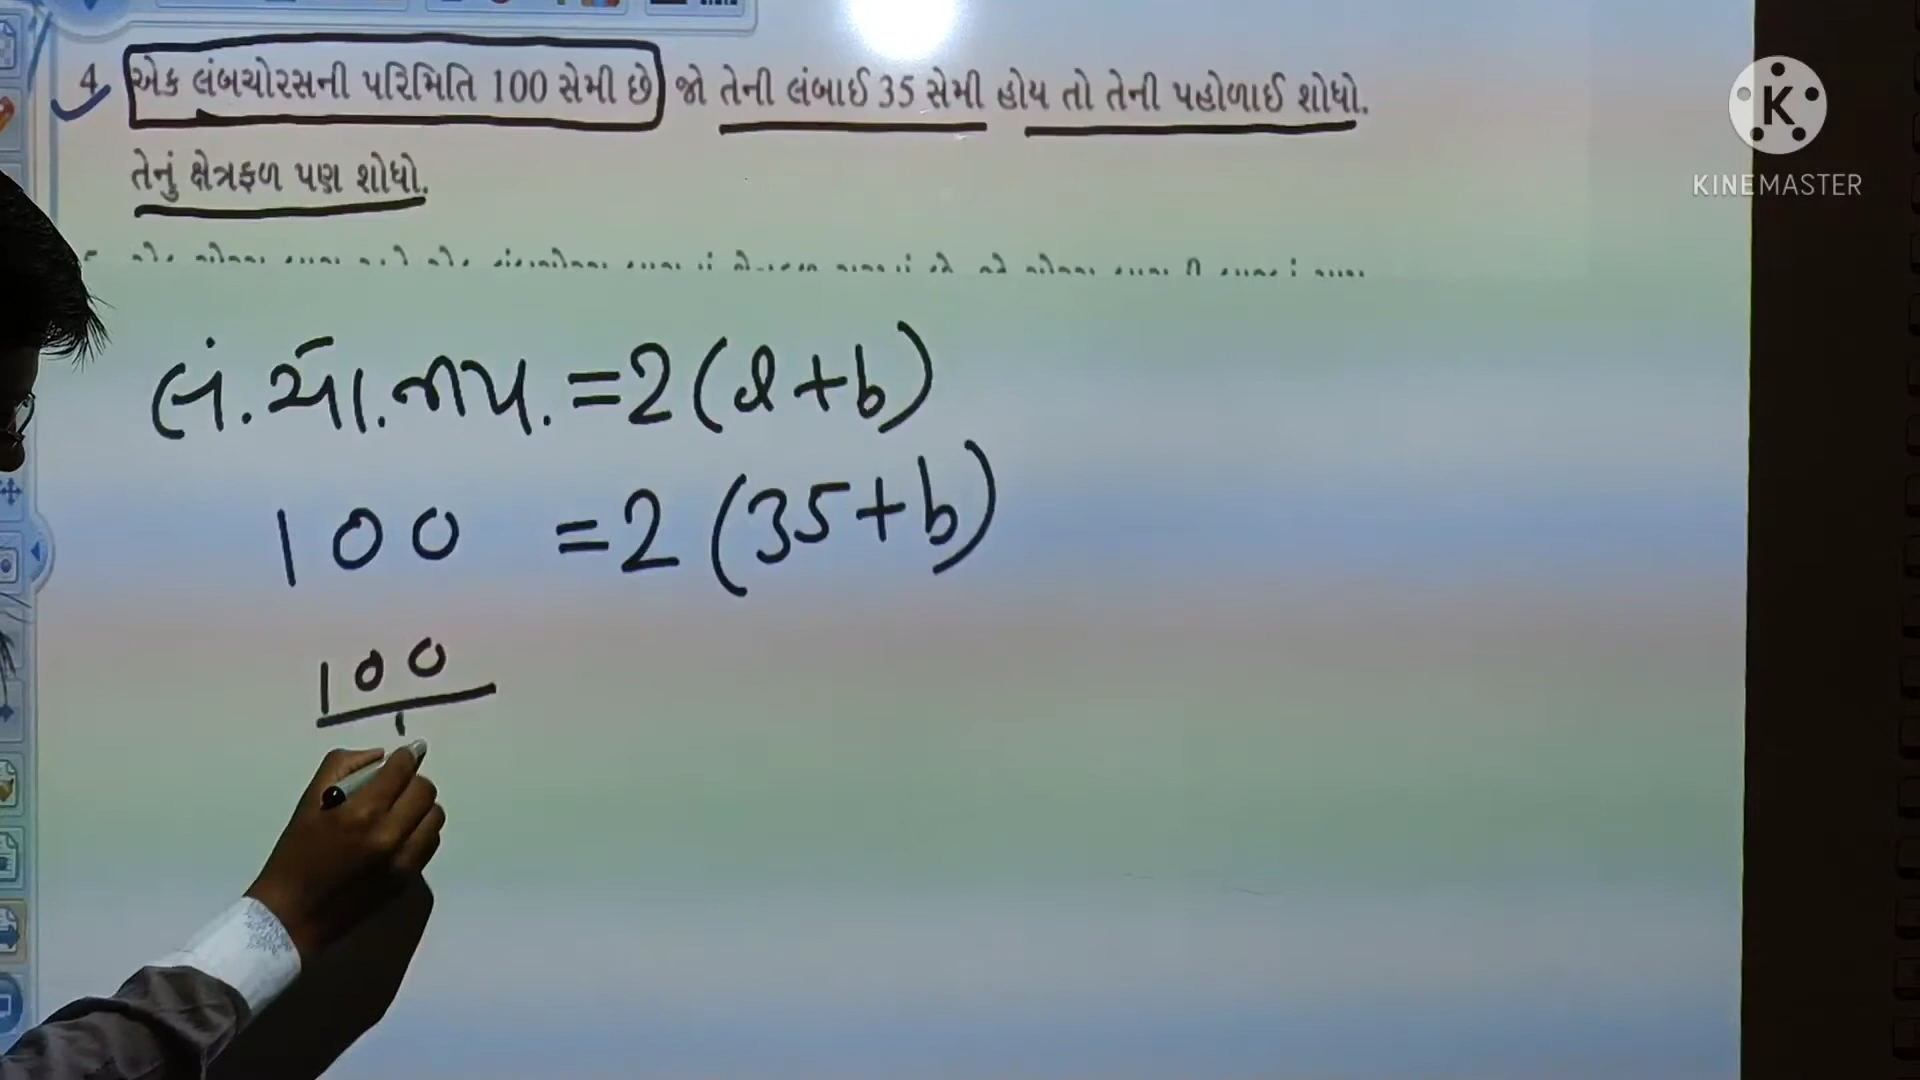 4 એક લંબચોરસની પરિમિતિ 100 સેમી છે જો તેની લંબાઈ 35 સેમી હોય તો તેની પહોળાઈ શોધો.
તેનું ક્ષેત્રફળ પણ શોધો.
K
KINEMASTER
લં. ચો. = 2 (l + b)
100 = 2 (35 + b)
100